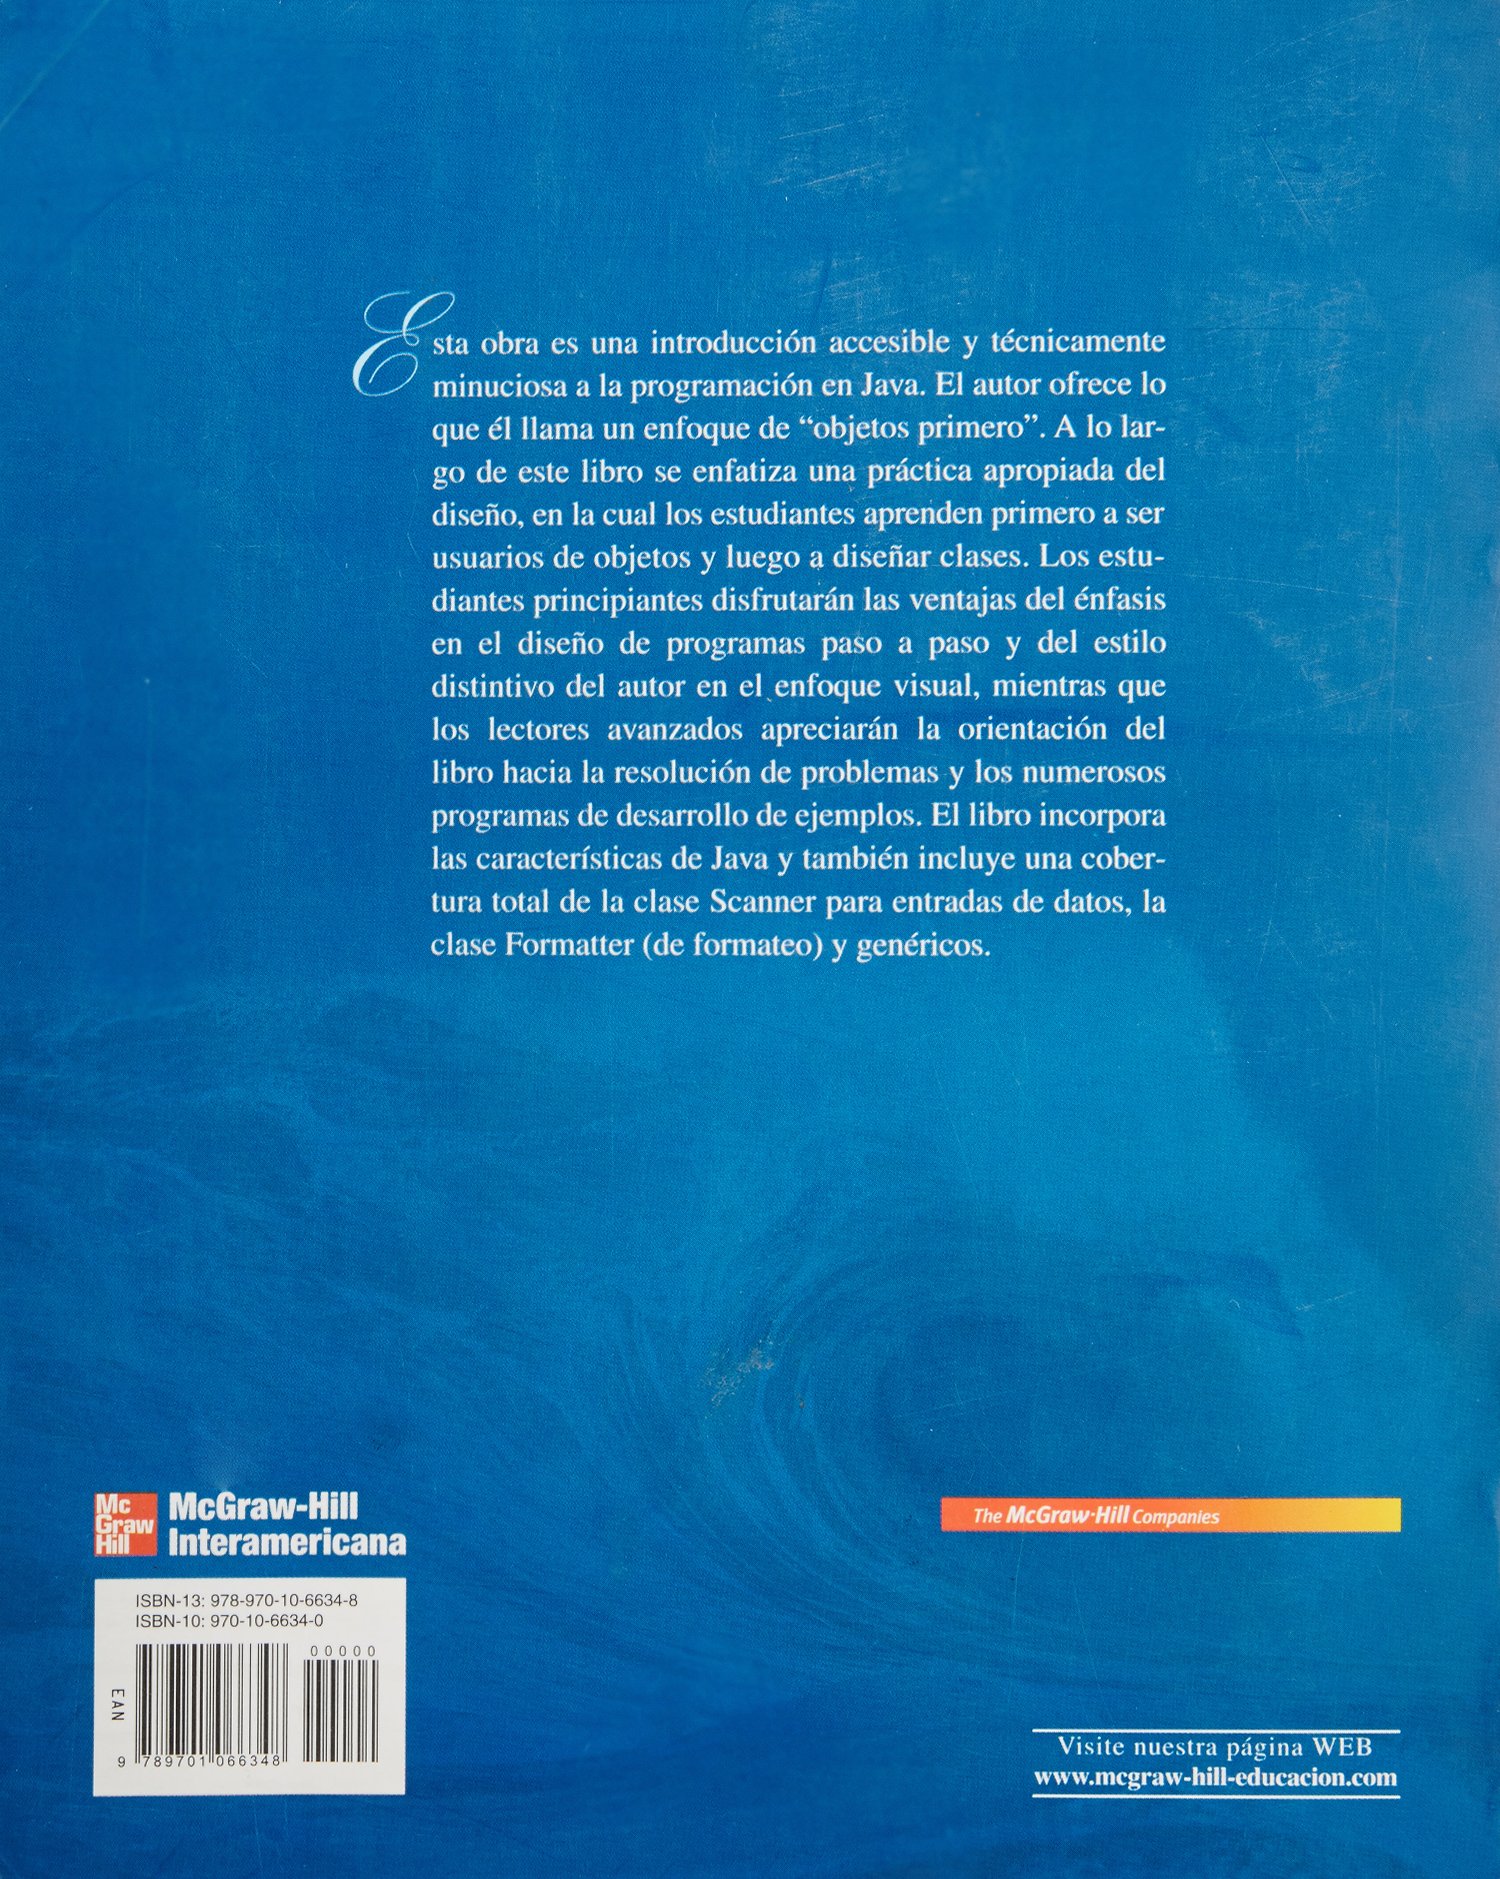 Esta obra es una introducción accesible y técnicamente
minuciosa a la programación en Java. El autor ofrece lo
que él llama un enfoque de “objetos primero”. A lo lar-
go de este libro se enfatiza una práctica apropiada del
diseño, en la cual los estudiantes aprenden primero a ser
usuarios de objetos y luego a diseñar clases. Los estu-
diantes principiantes disfrutarán las ventajas del énfasis
en el diseño de programas paso a paso y del estilo
distintivo del autor en el enfoque visual, mientras que
los lectores avanzados apreciarán la orientación del
libro hacia la resolución de problemas y los numerosos
programas de desarrollo de ejemplos. El libro incorpora
las características de Java y también incluye una cober-
tura total de la clase Scanner para entradas de datos, la
clase Formatter (de formateo) y genéricos.
Mc
Graw
Hill
McGraw-Hill
Interamericana
The McGraw-Hill Companies
ISBN-13: 978-970-10-6634-8
ISBN-10: 970-10-6634-0
00000
EAN
9 789701 066348
Visite nuestra página WEB
www.mcgraw-hill-educacion.com